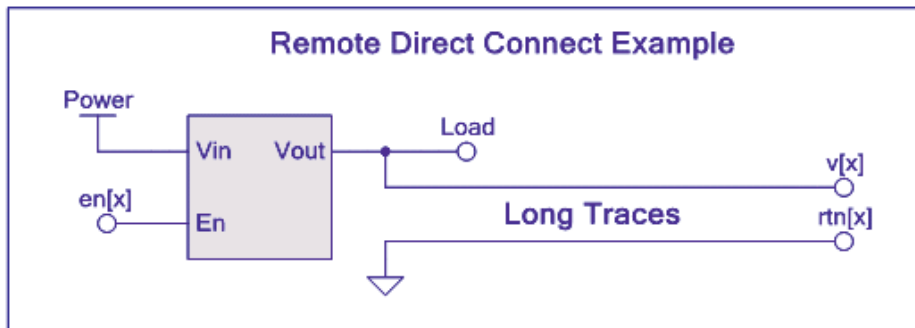 Remote Direct Connect Example
Power
Vin
Vout
Load
en[x]
En
v[x]
Long Traces
rtn[x]